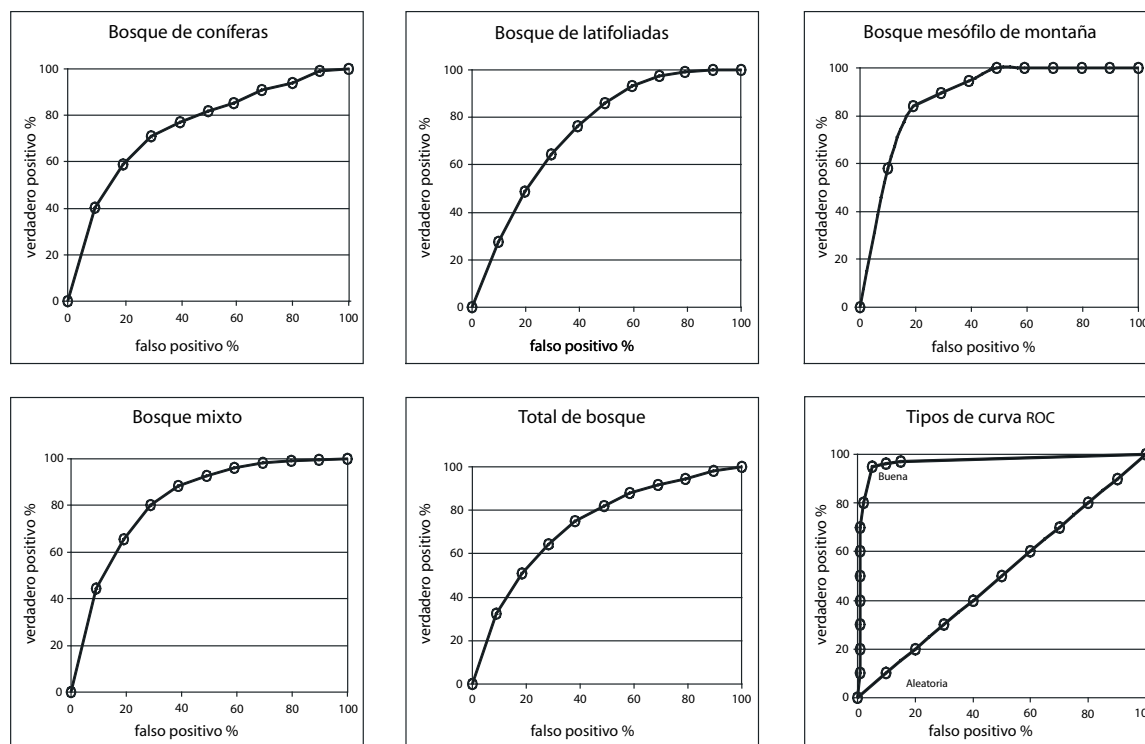 Bosque de coníferas
verdadero positivo %
100
80
60
40
20
0
0 20 40 60 80 100
falso positivo %
Bosque de latifoliadas
verdadero positivo %
100
80
60
40
20
0
0 20 40 60 80 100
falso positivo %
Bosque mesófilo de montaña
verdadero positivo %
100
80
60
40
20
0
0 20 40 60 80 100
falso positivo %
Bosque mixto
verdadero positivo %
100
80
60
40
20
0
0 20 40 60 80 100
falso positivo %
Total de bosque
verdadero positivo %
100
80
60
40
20
0
0 20 40 60 80 100
falso positivo %
Tipos de curva ROC
verdadero positivo %
100
80
60
40
20
0
Buena
Aleatoria
0 20 40 60 80 100
falso positivo %